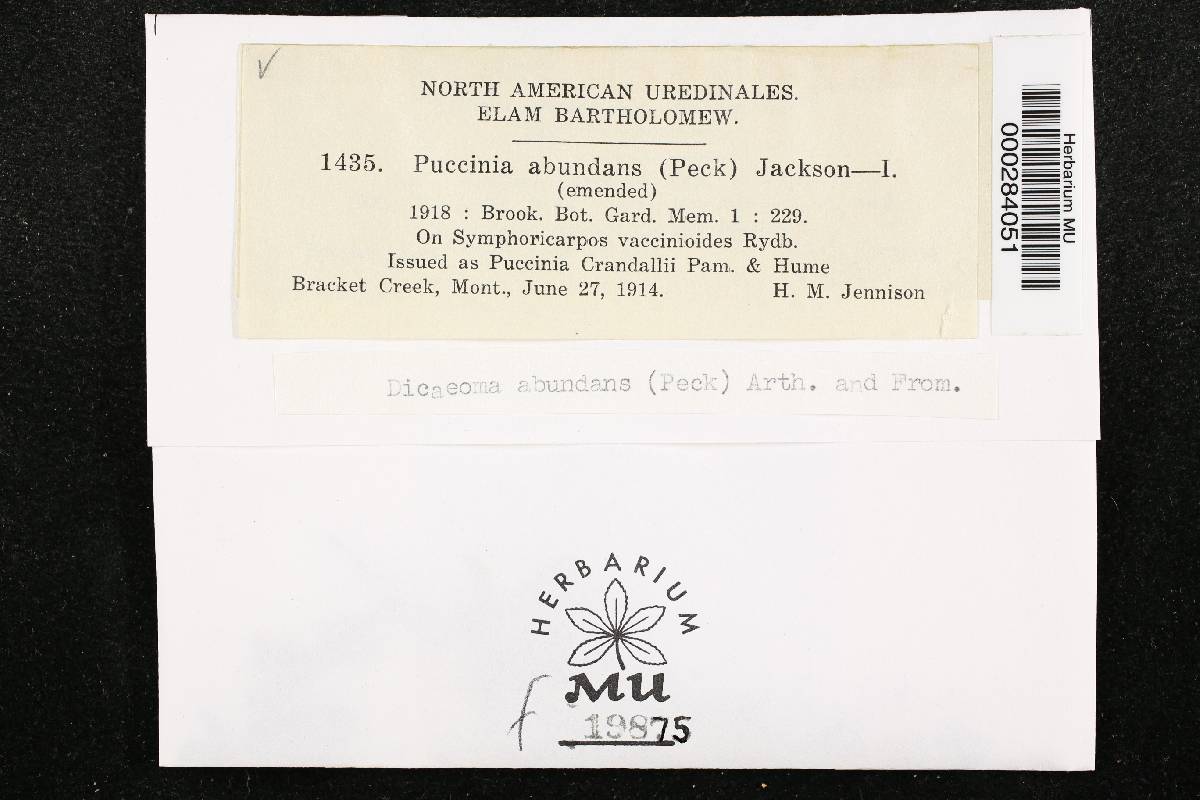 NORTH AMERICAN UREDINALES.
ELAM BARTHOLOMEW.
1435. Puccinia abundans (Peck) Jackson—I.
(emended)
1918 : Brook. Bot. Gard. Mem. 1 : 229.
On Symphoricarpos vaccinioides Rydb.
Issued as Puccinia Crandallii Pam. & Hume
Bracket Creek, Mont., June 27, 1914. H. M. Jennison
Herbarium MU
000284051
Dicaeoma abundans (Peck) Arth. and From.
HERBARIUM
MU
f